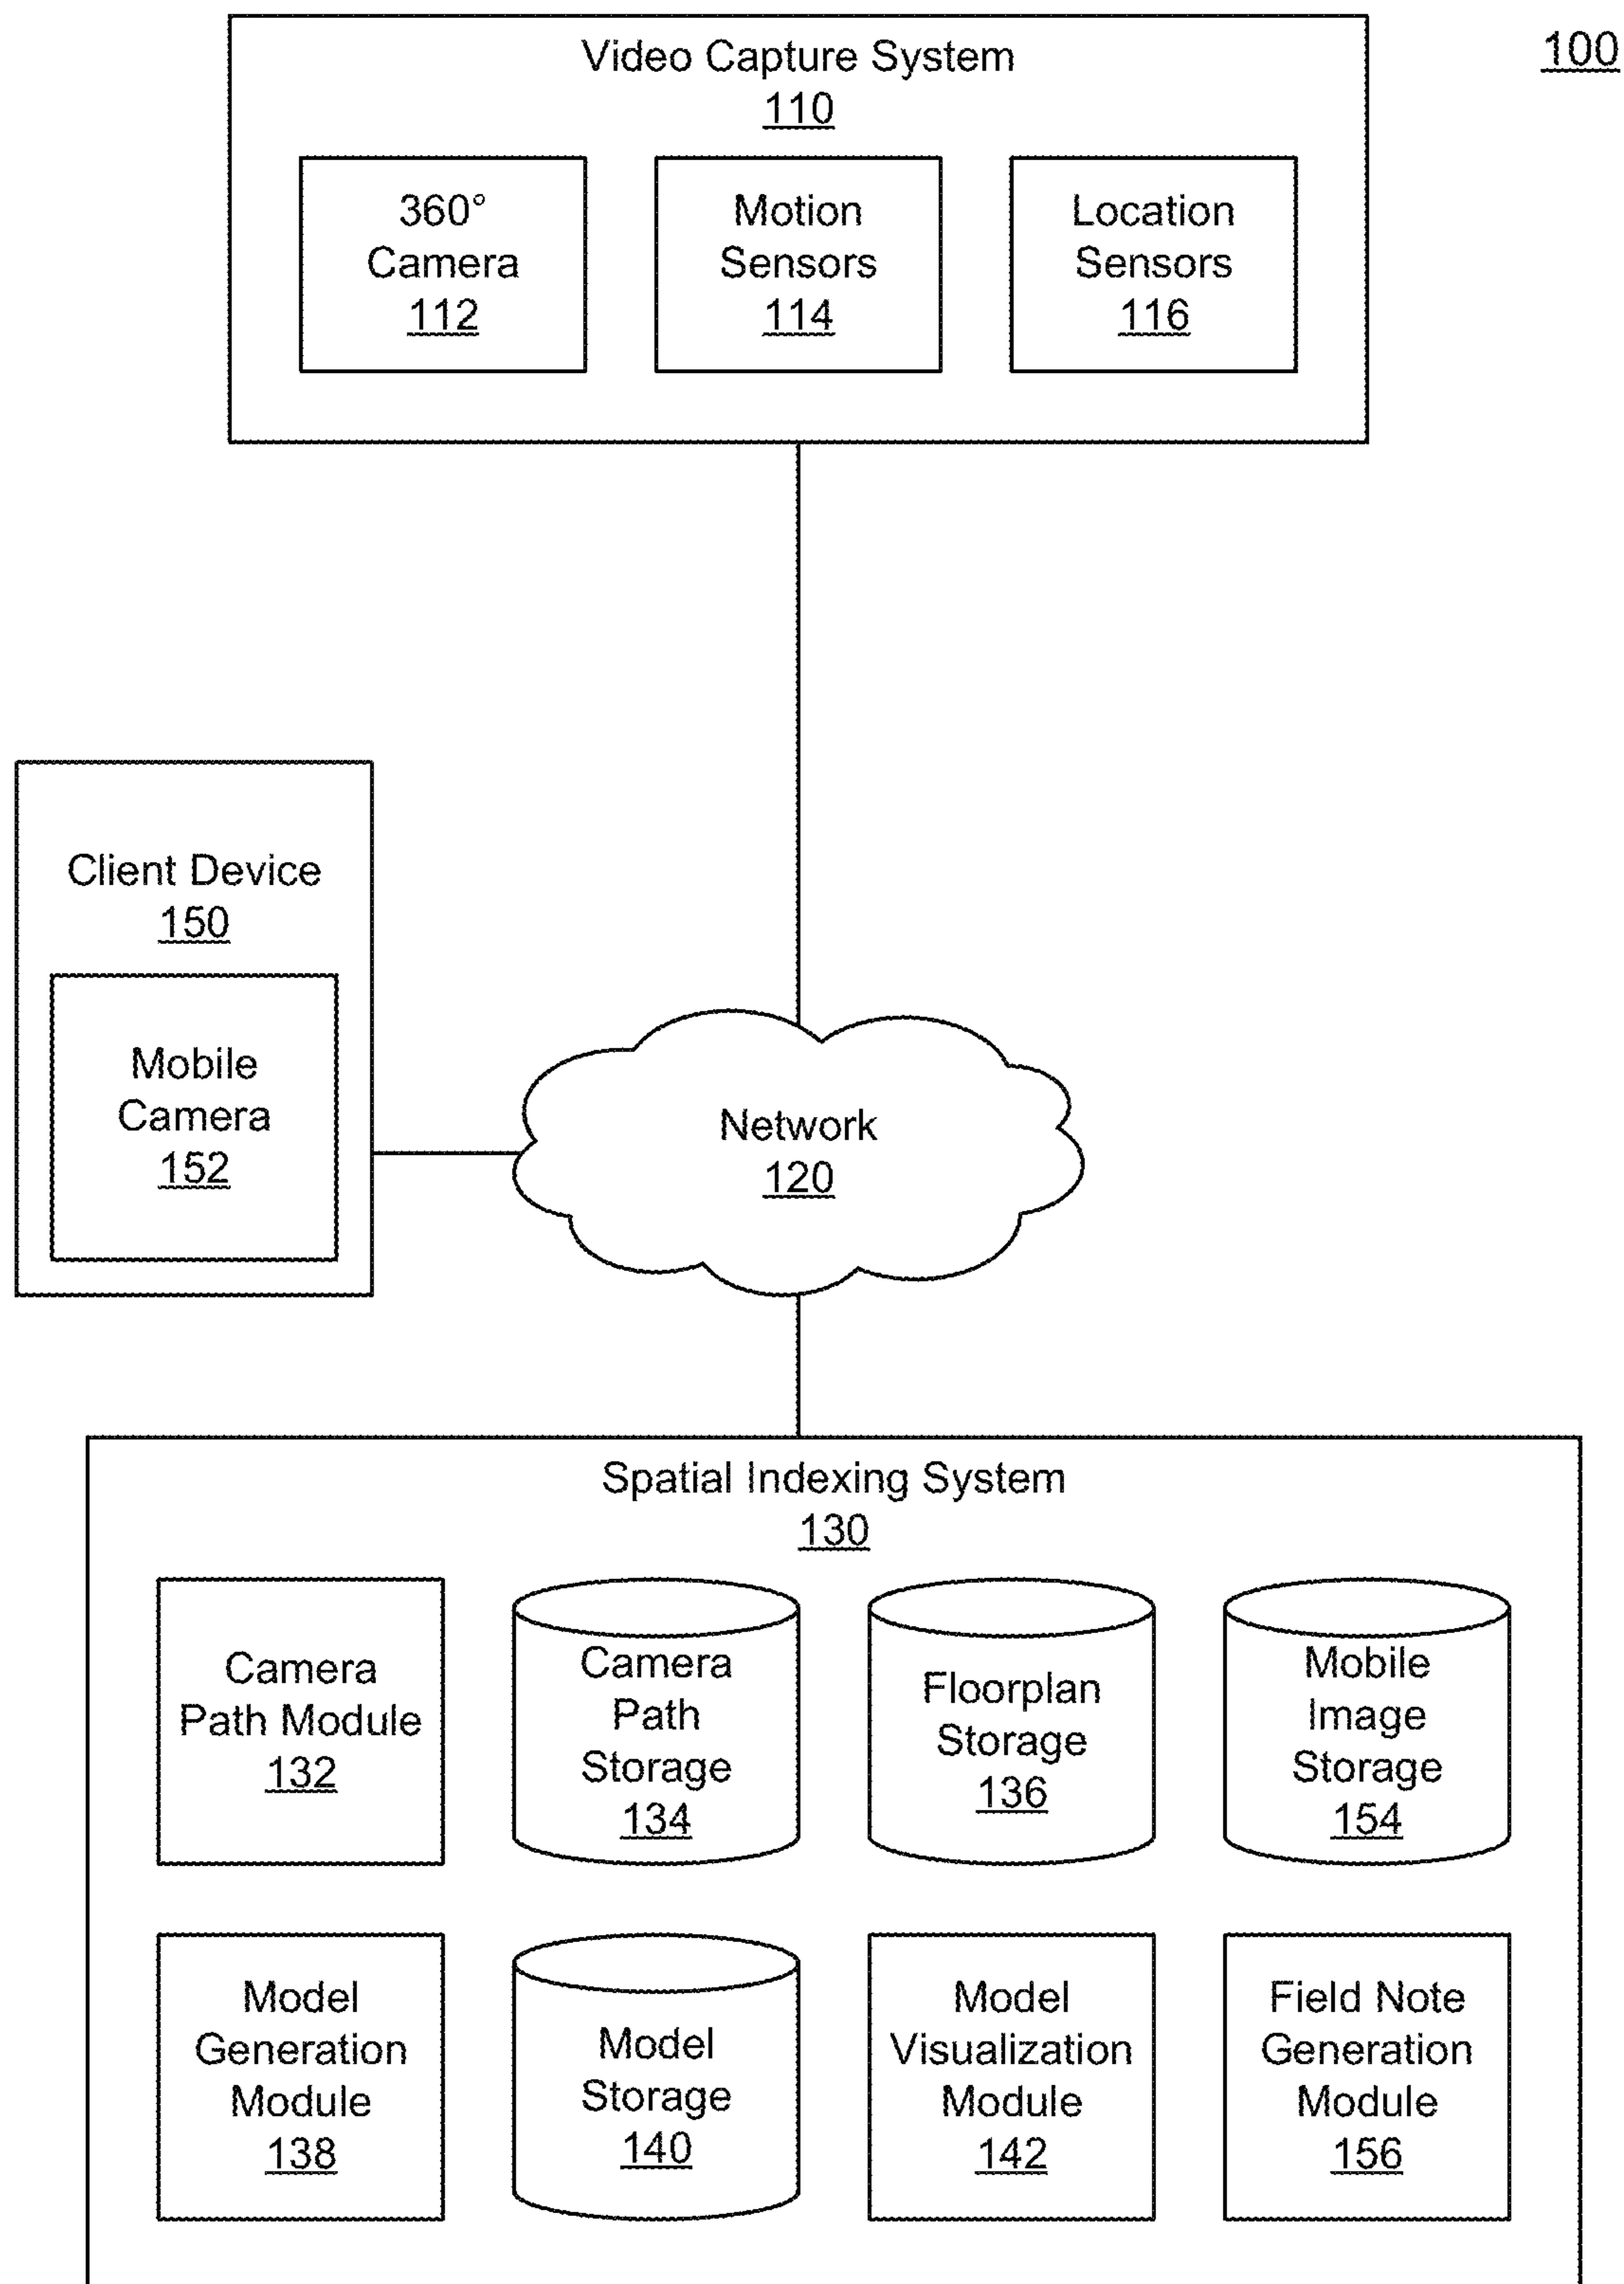 100
Video Capture System
110
360°
Camera
112
Motion
Sensors
114
Location
Sensors
116
Client Device
150
Mobile
Camera
152
Network
120
Spatial Indexing System
130
Camera
Path Module
132
Camera
Path
Storage
134
Floorplan
Storage
136
Mobile
Image
Storage
154
Model
Generation
Module
138
Model
Storage
140
Model
Visualization
Module
142
Field Note
Generation
Module
156